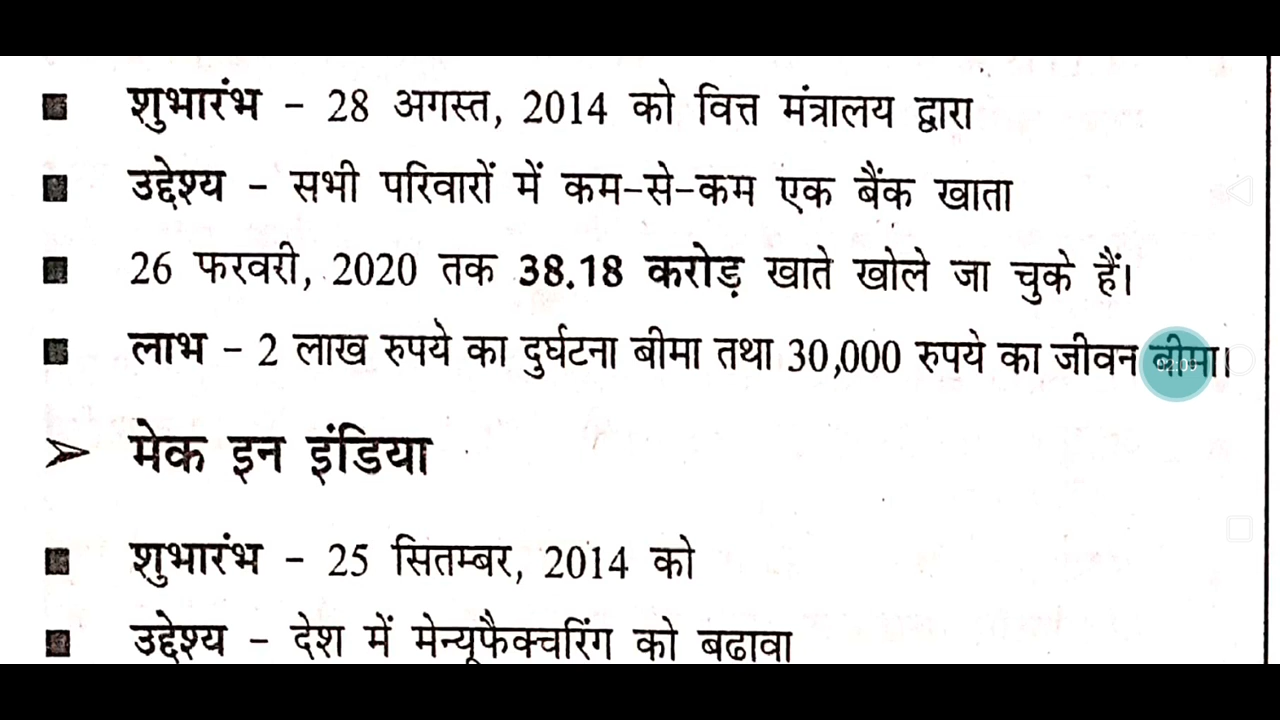 ■ शुभारंभ - 28 अगस्त, 2014 को वित्त मंत्रालय द्वारा
■ उद्देश्य - सभी परिवारों में कम-से-कम एक बैंक खाता
■ 26 फरवरी, 2020 तक 38.18 करोड़ खाते खोले जा चुके हैं।
■ लाभ - 2 लाख रुपये का दुर्घटना बीमा तथा 30,000 रुपये का जीवन बीमा।
➢ मेक इन इंडिया
■ शुभारंभ - 25 सितम्बर, 2014 को
■ उद्देश्य - देश में मेन्यूफैक्चरिंग को बढावा